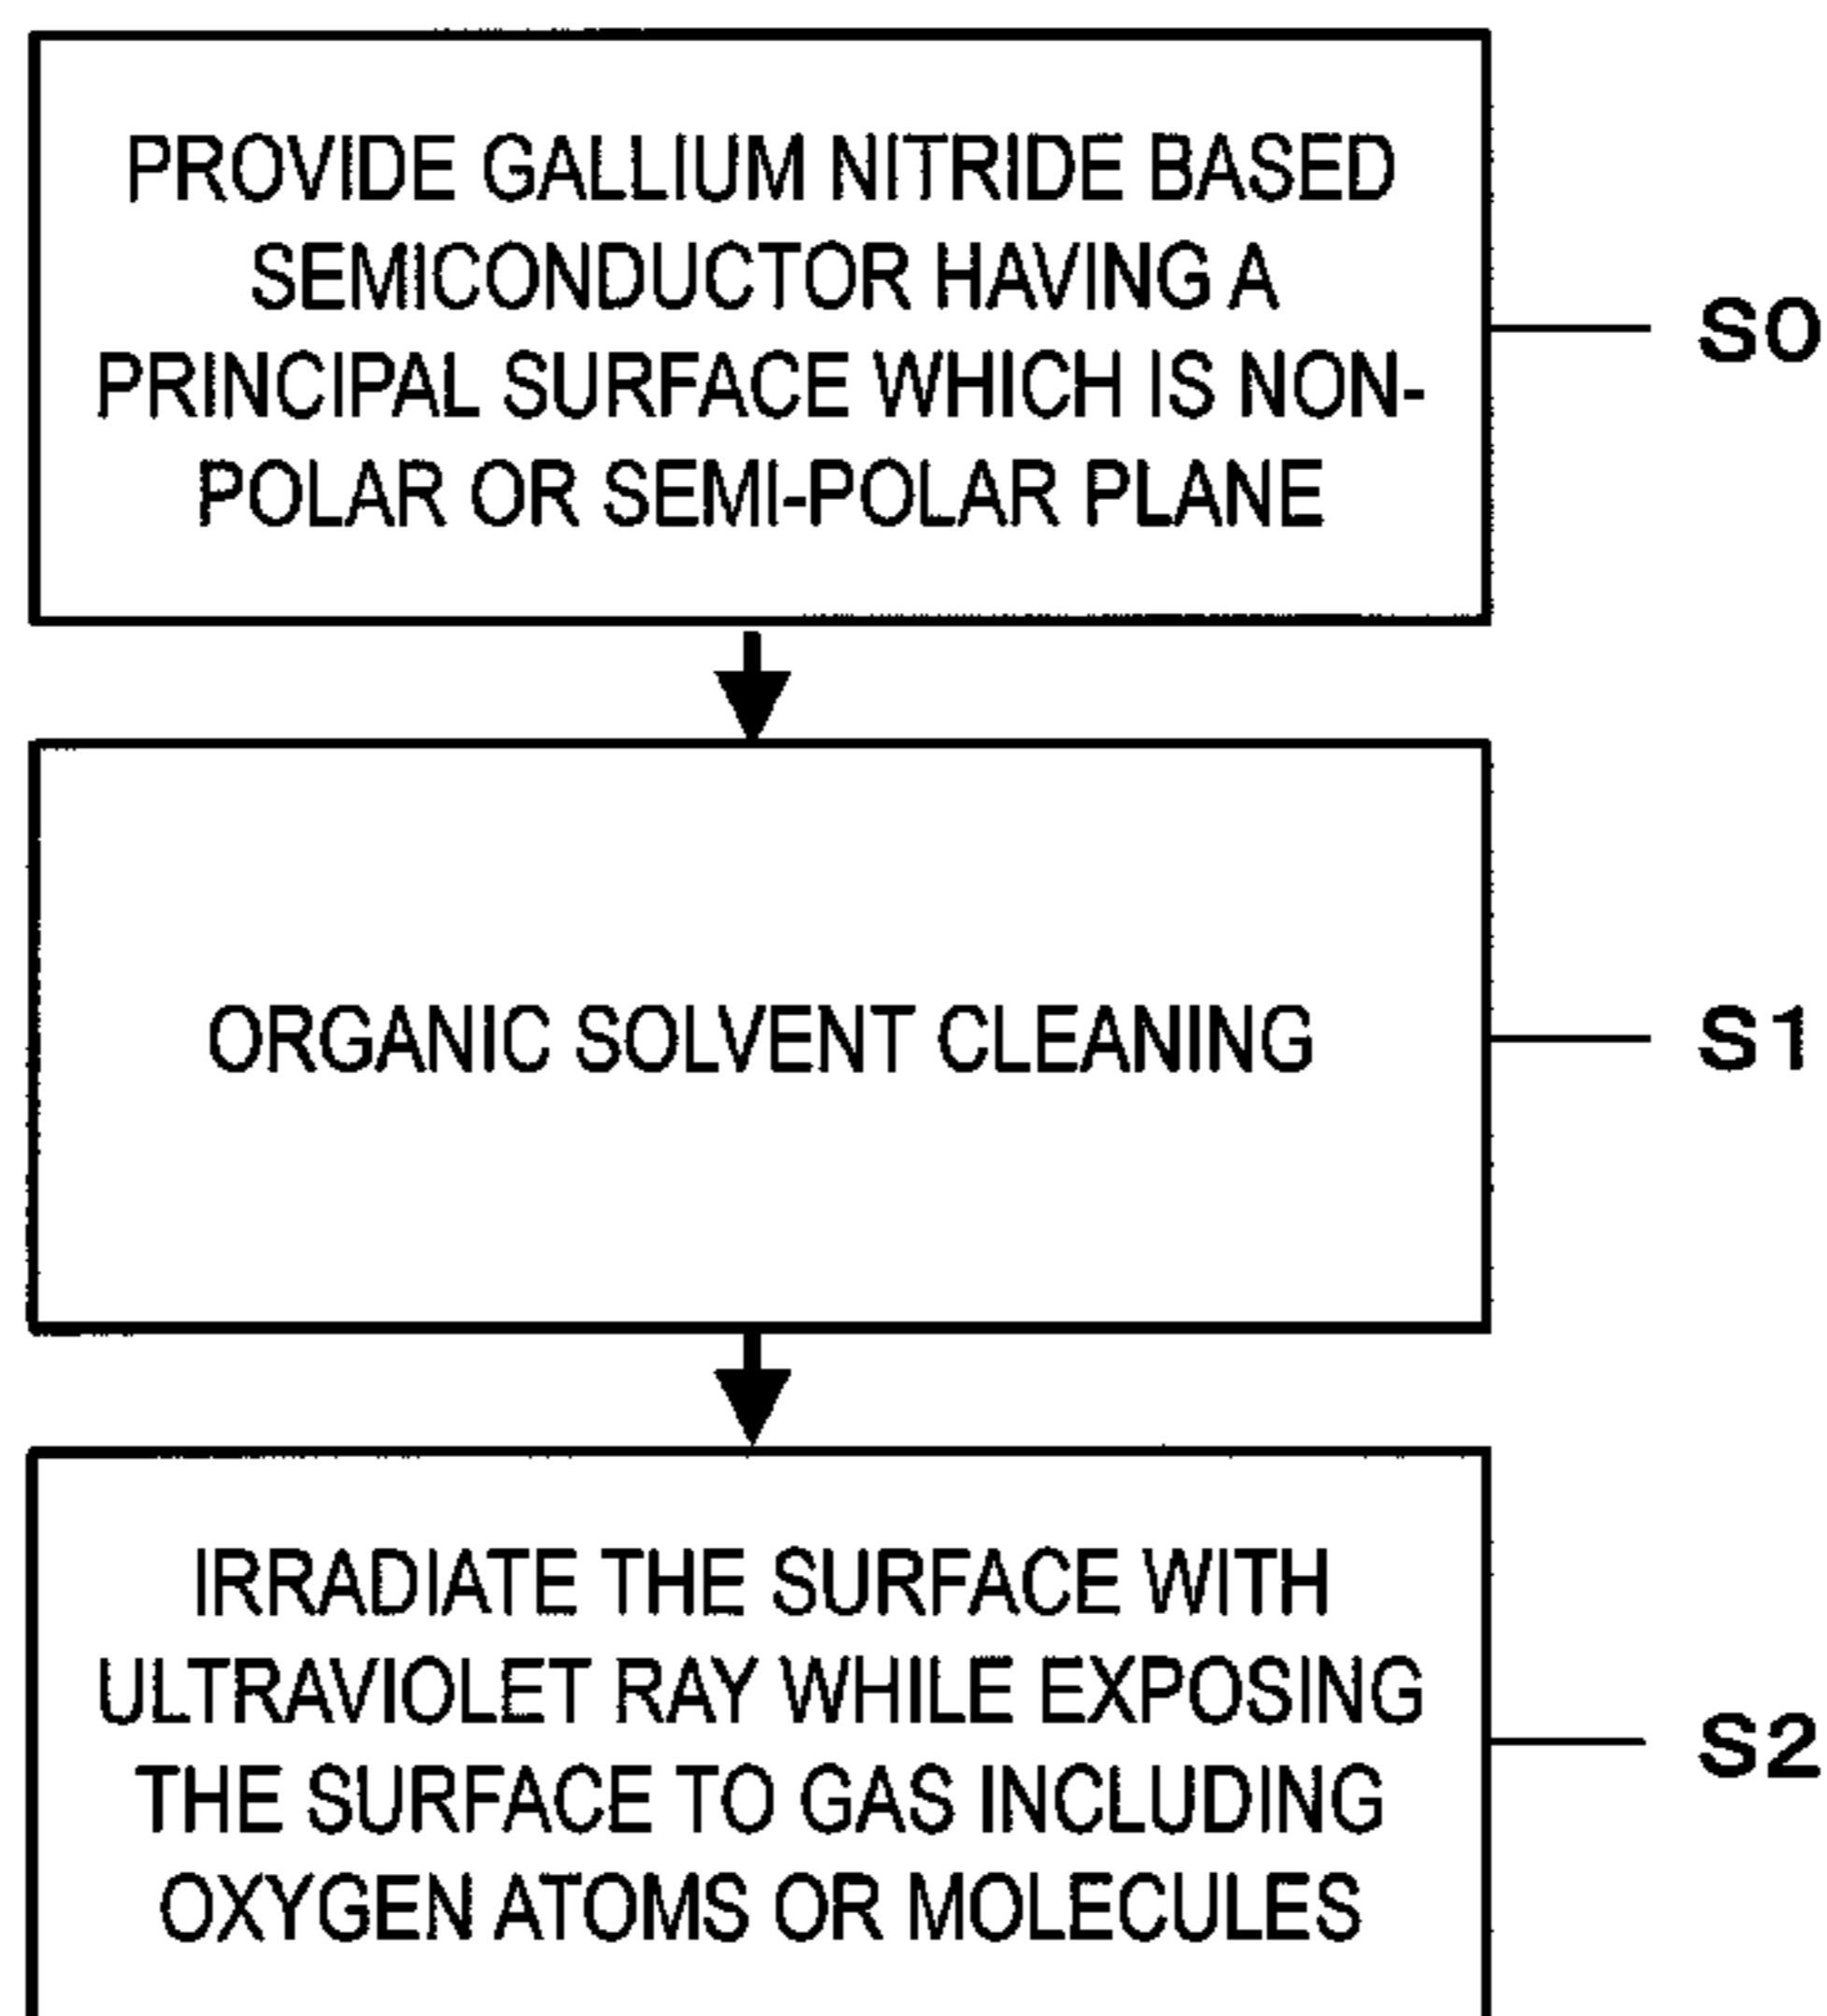 PROVIDE GALLIUM NITRIDE BASED
SEMICONDUCTOR HAVING A
PRINCIPAL SURFACE WHICH IS NON-
POLAR OR SEMI-POLAR PLANE
S0
ORGANIC SOLVENT CLEANING
S1
IRRADIATE THE SURFACE WITH
ULTRAVIOLET RAY WHILE EXPOSING
THE SURFACE TO GAS INCLUDING
OXYGEN ATOMS OR MOLECULES
S2